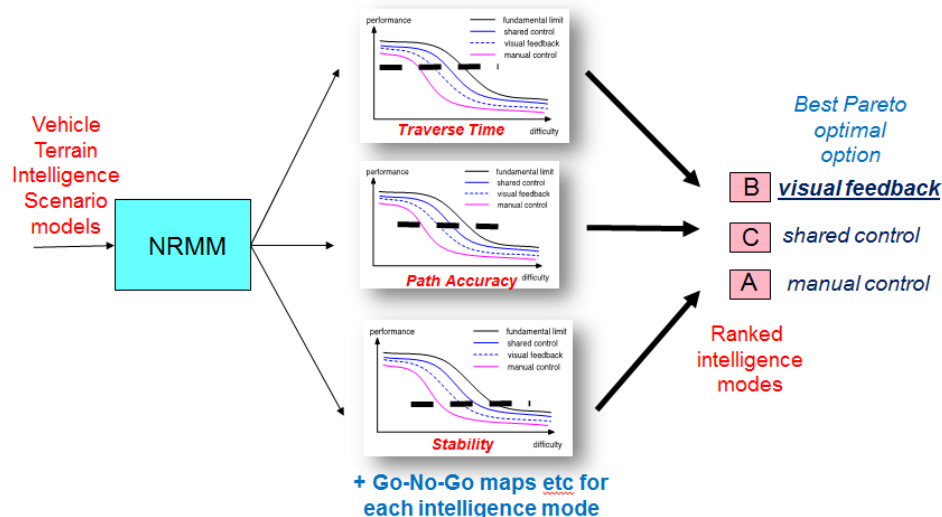 performance
fundamental limit
shared control
visual feedback
manual control
Traverse Time
difficulty
Vehicle
Terrain
Intelligence
Scenario
models
NRMM
performance
fundamental limit
shared control
visual feedback
manual control
Path Accuracy
difficulty
performance
fundamental limit
shared control
visual feedback
manual control
Stability
difficulty
+ Go-No-Go maps etc for
each intelligence mode
Best Pareto
optimal
option
B visual feedback
C shared control
A manual control
Ranked
intelligence
modes